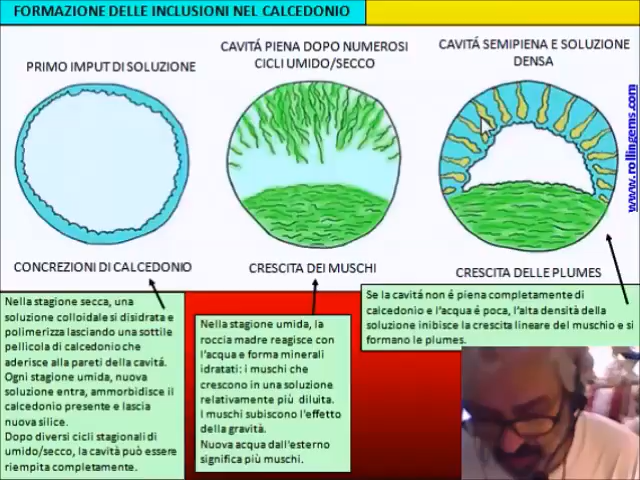 FORMAZIONE DELLE INCLUSIONI NEL CALCEDONIO
PRIMO IMPUT DI SOLUZIONE
CAVITÁ PIENA DOPO NUMEROSI
CICLI UMIDO/SECCO
CAVITÁ SEMIPIENA E SOLUZIONE
DENSA
www.rollingems.com
CONCREZIONI DI CALCEDONIO
CRESCITA DEI MUSCHI
CRESCITA DELLE PLUMES
Nella stagione secca, una
soluzione colloidale si disidrata e
polimerizza lasciando una sottile
pellicola di calcedonio che
aderisce alla pareti della cavità.
Ogni stagione umida, nuova
soluzione entra, ammorbidisce il
calcedonio presente e lascia
nuova silice.
Dopo diversi cicli stagionali di
umido/secco, la cavità può essere
riempita completamente.
Nella stagione umida, la
roccia madre reagisce con
l'acqua e forma minerali
idratati: i muschi che
crescono in una soluzione
relativamente più diluita.
I muschi subiscono l'effetto
della gravità.
Nuova acqua dall'esterno
significa più muschi.
Se la cavitá non é piena completamente di
calcedonio e l'acqua é poca, l'alta densitá della
soluzione inibisce la crescita lineare del muschio e si
formano le plumes.